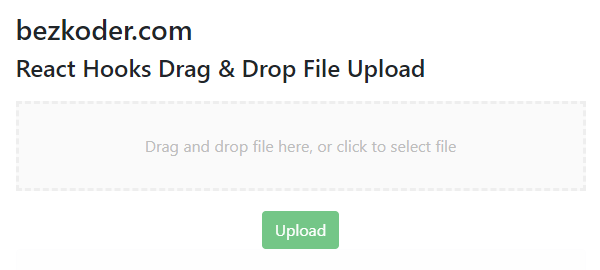 bezkoder.com
React Hooks Drag & Drop File Upload
Drag and drop file here, or click to select file
Upload